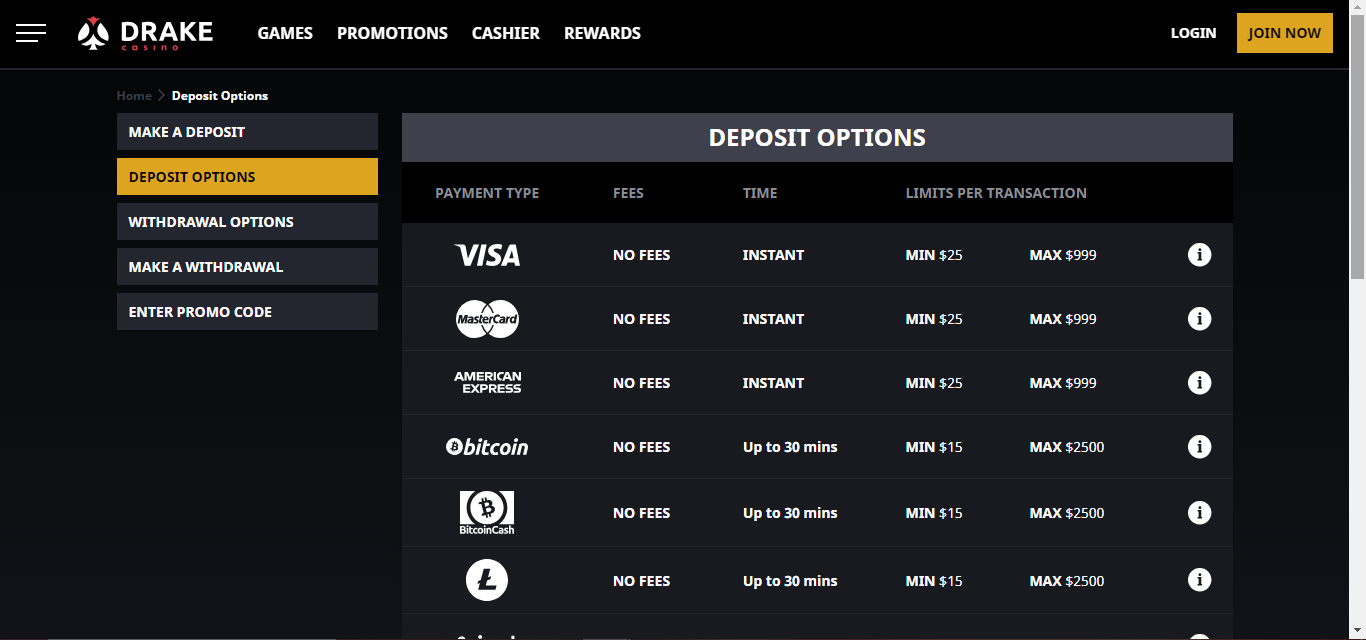 DRAKE
casino
GAMES PROMOTIONS CASHIER REWARDS
LOGIN
JOIN NOW
Home > Deposit Options
MAKE A DEPOSIT
DEPOSIT OPTIONS
WITHDRAWAL OPTIONS
MAKE A WITHDRAWAL
ENTER PROMO CODE
DEPOSIT OPTIONS
PAYMENT TYPE FEES TIME LIMITS PER TRANSACTION
VISA NO FEES INSTANT MIN $25 MAX $999
MasterCard NO FEES INSTANT MIN $25 MAX $999
AMERICAN
EXPRESS NO FEES INSTANT MIN $25 MAX $999
bitcoin NO FEES Up to 30 mins MIN $15 MAX $2500
BitcoinCash NO FEES Up to 30 mins MIN $15 MAX $2500
NO FEES Up to 30 mins MIN $15 MAX $2500